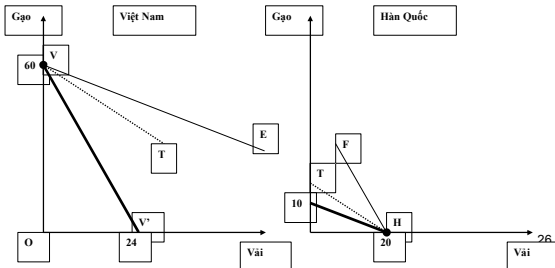 Gạo
Việt Nam
60
V
T
E
O
24
V'
Vải
Gạo
Hàn Quốc
F
T
10
H
20
Vải
26